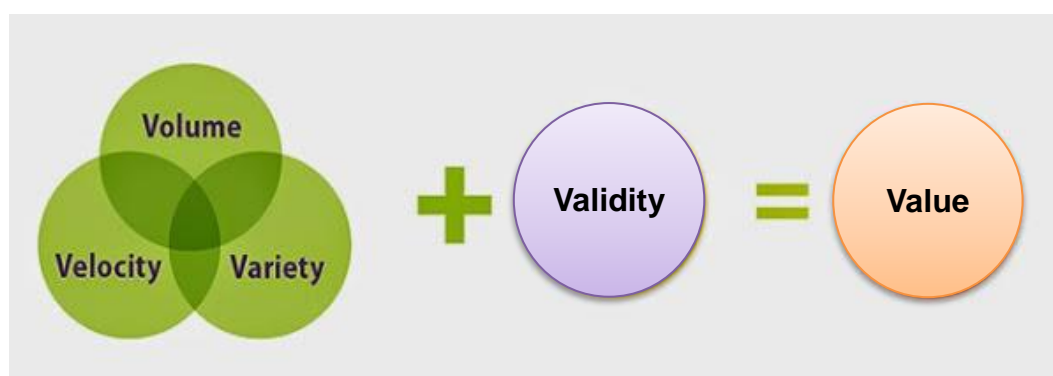 Volume
Velocity
Variety
+
Validity
=
Value